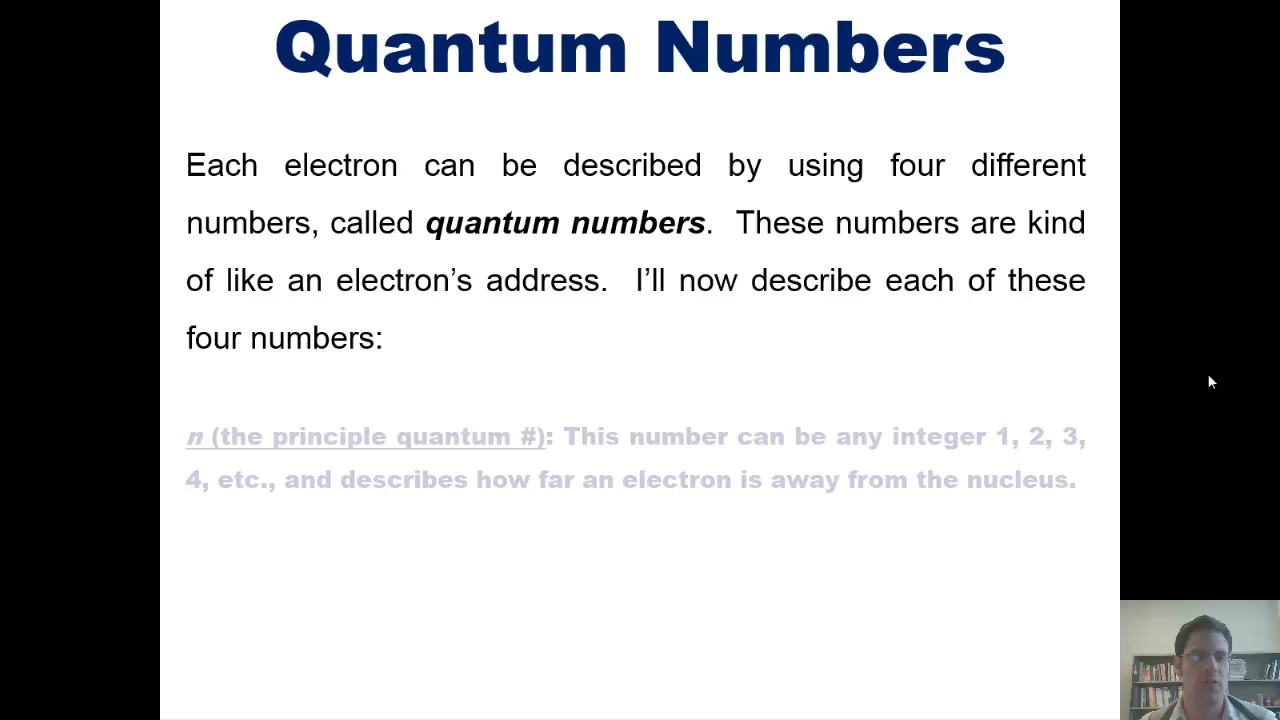 Quantum Numbers
Each electron can be described by using four different
numbers, called quantum numbers. These numbers are kind
of like an electron’s address. I’ll now describe each of these
four numbers:
n (the principle quantum #): This number can be any integer 1, 2, 3,
4, etc., and describes how far an electron is away from the nucleus.